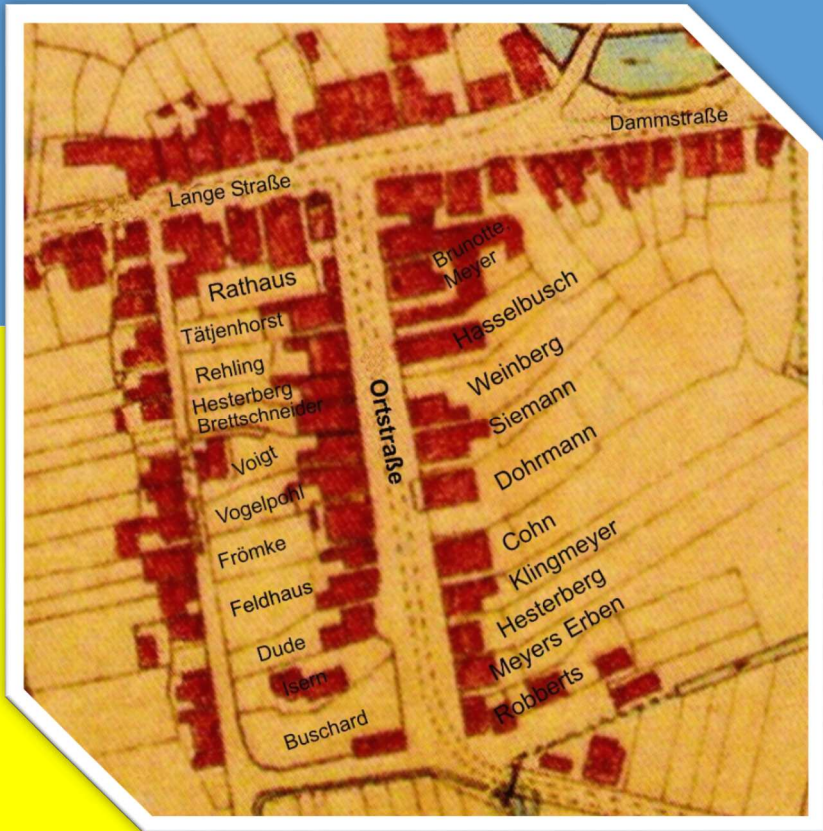 Dammstraße
Lange Straße
Brunotte
Meyer
Rathaus
Hasselbusch
Tätjenhorst
Weinberg
Rehling
Siemann
Hesterberg
Brettschneider
Ortstraße
Dohrmann
Voigt
Vogelpohl
Cohn
Frömke
Klingmeyer
Feldhaus
Hesterberg
Meyers Erben
Dude
Isern
Robberts
Buschard